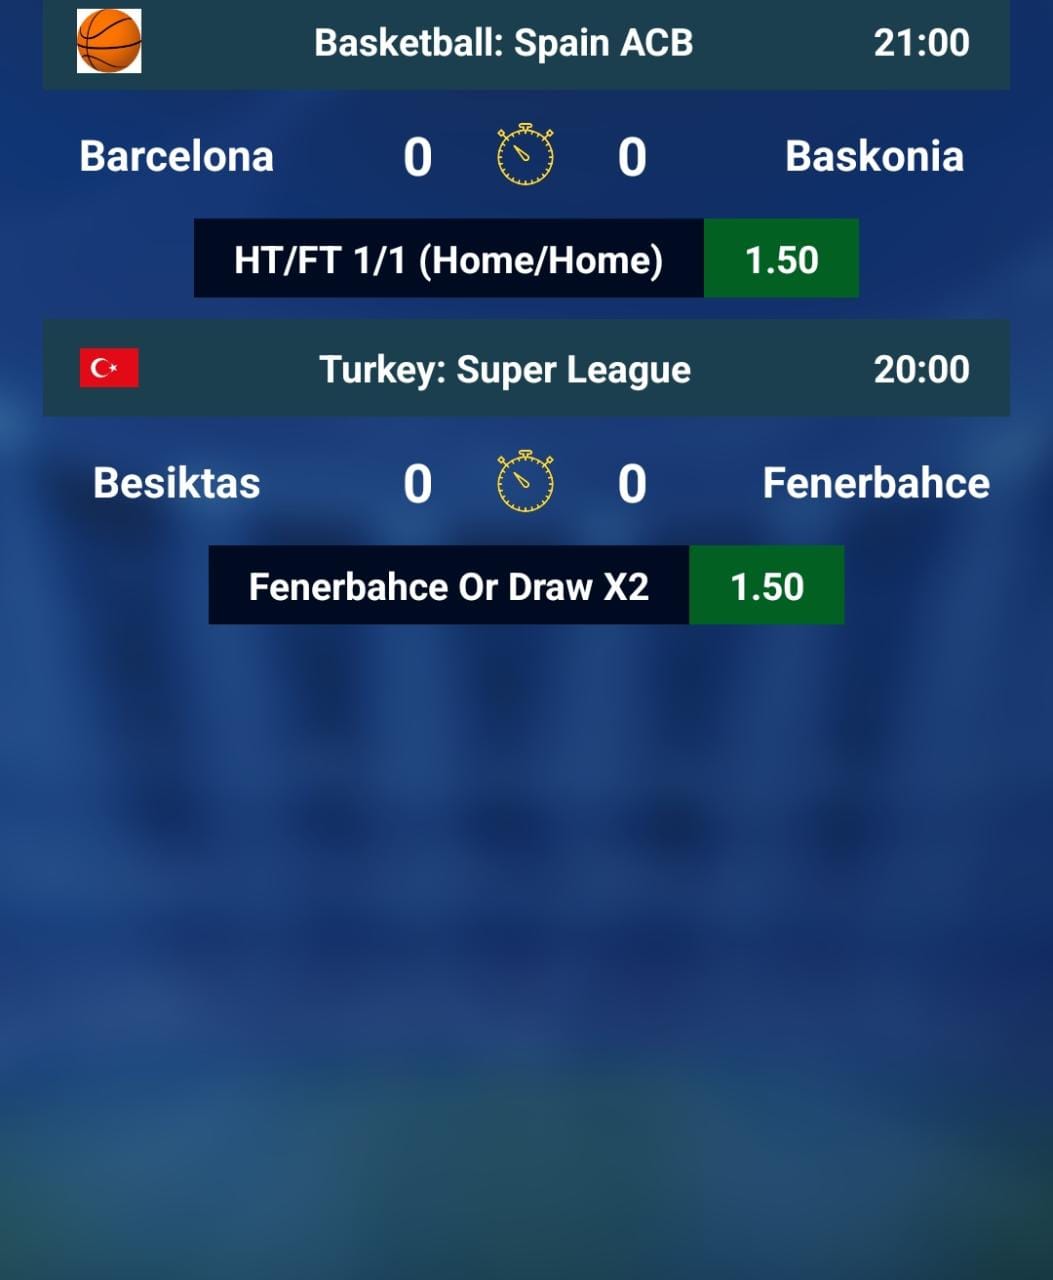 Basketball: Spain ACB 21:00
Barcelona 0 0 Baskonia
HT/FT 1/1 (Home/Home) 1.50
Turkey: Super League 20:00
Besiktas 0 0 Fenerbahce
Fenerbahce Or Draw X2 1.50